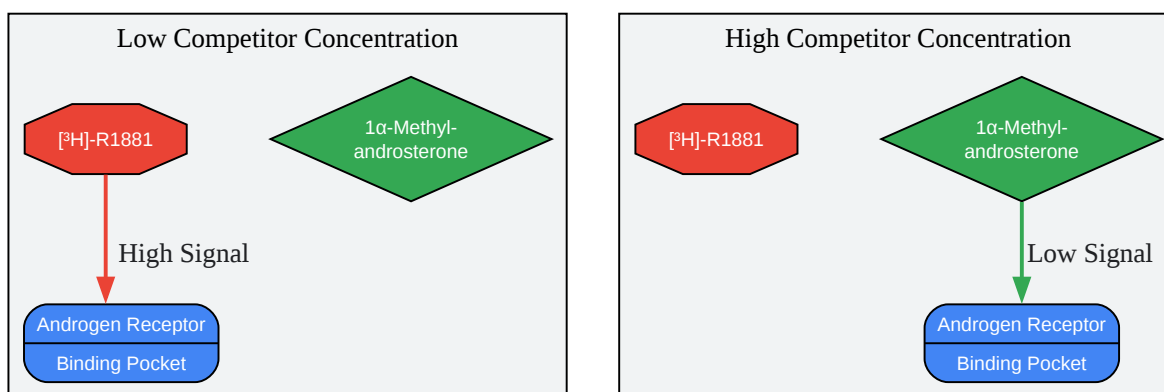 Low Competitor Concentration
[³H]-R1881
1α-Methyl-
androsterone
High Signal
Androgen Receptor
Binding Pocket
High Competitor Concentration
[³H]-R1881
1α-Methyl-
androsterone
Low Signal
Androgen Receptor
Binding Pocket